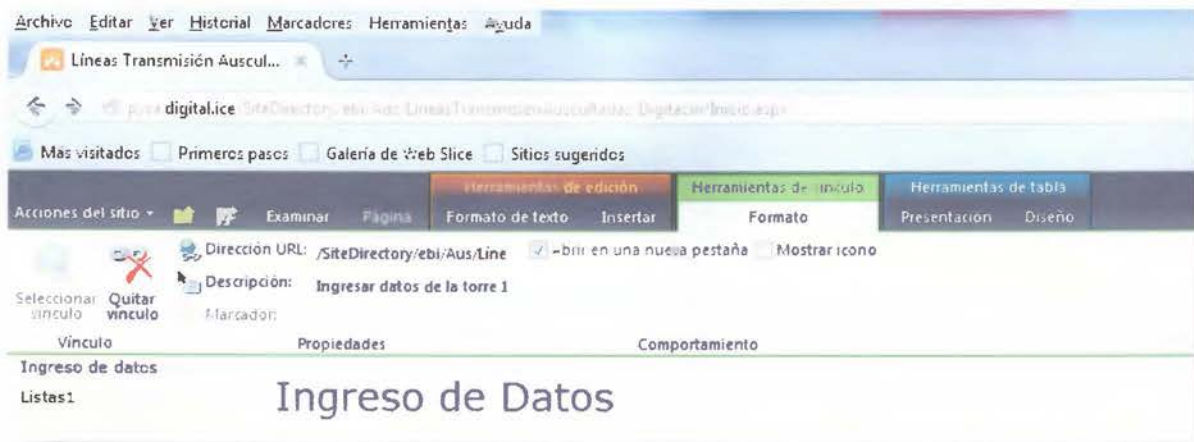 Archivo Editar Ver Historial Marcadores Herramientas Ayuda
Líneas Transmisión Auscul...
digital.ice
Más visitados Primeros pasos Galería de Web Slice Sitios sugeridos
Herramientas de edición Herramientas de vínculo Herramientas de tabla
Acciones del sitio Examinar Página Formato de texto Insertar Formato Presentación Diseño
Dirección URL: /SiteDirectory/ebi/Aus/Line brir en una nueva pestaña Mostrar icono
Descripción: Ingresar datos de la torre 1
Seleccionar vínculo Quitar vínculo Marcador:
Vínculo Propiedades Comportamiento
Ingreso de datos
Listas1
Ingreso de Datos